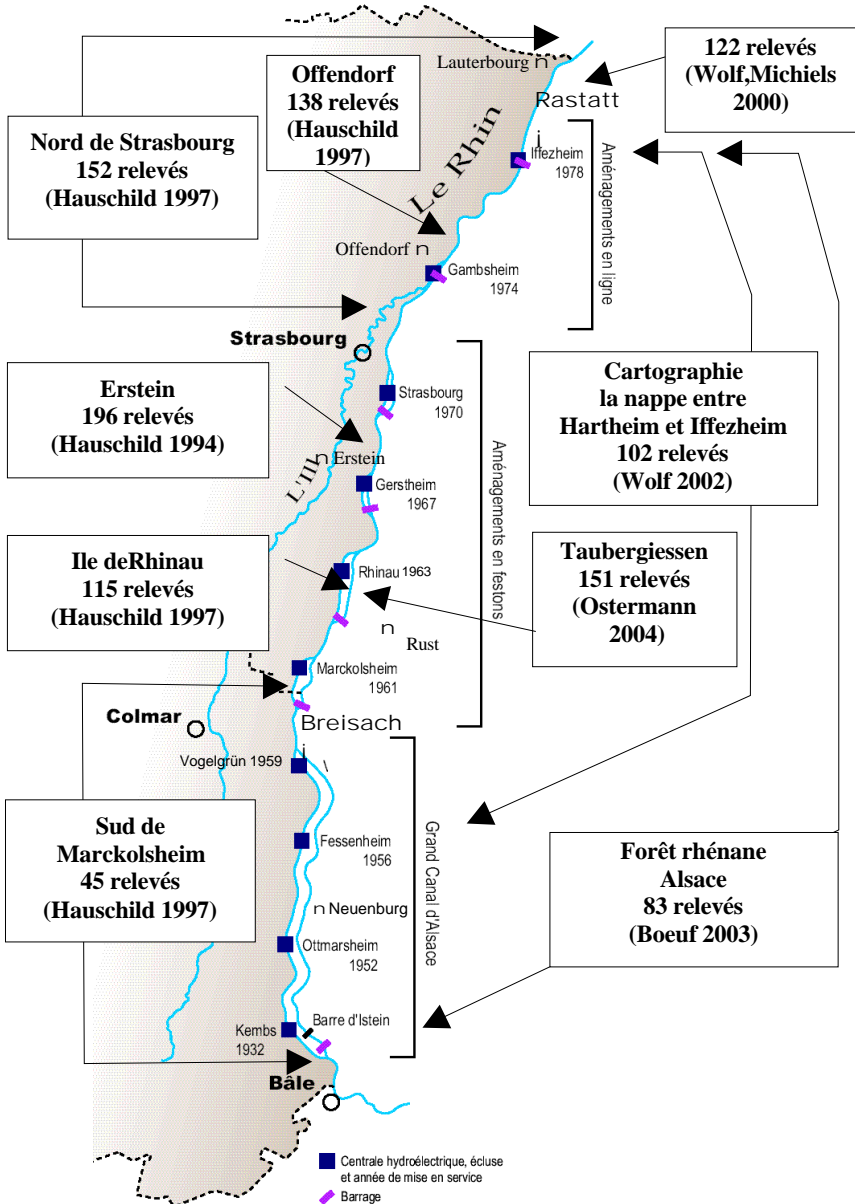 Lauterbourg n
122 relevés
(Wolf,Michiels
2000)
Offendorf
138 relevés
(Hauschild
1997)
Rastatt
Nord de Strasbourg
152 relevés
(Hauschild 1997)
Le Rhin
j
Iffezheim
1978
Aménagements en ligne
Offendorf n
Gambsheim
1974
Strasbourg
Cartographie
la nappe entre
Hartheim et Iffezheim
102 relevés
(Wolf 2002)
Erstein
196 relevés
(Hauschild 1994)
Strasbourg
1970
L'Ill
n Erstein
Gerstheim
1967
Aménagements en festons
Ile deRhinau
115 relevés
(Hauschild 1997)
Rhinau 1963
Taubergiessen
151 relevés
(Ostermann
2004)
n
Rust
Marckolsheim
1961
Colmar
Breisach
j
\
Vogelgrün 1959
Sud de
Marckolsheim
45 relevés
(Hauschild 1997)
Fessenheim
1956
Grand Canal d'Alsace
Forêt rhénane
Alsace
83 relevés
(Boeuf 2003)
n Neuenburg
Ottmarsheim
1952
Barre d'Istein
Kembs
1932
Bâle
Centrale hydroélectrique, écluse
et année de mise en service
Barrage